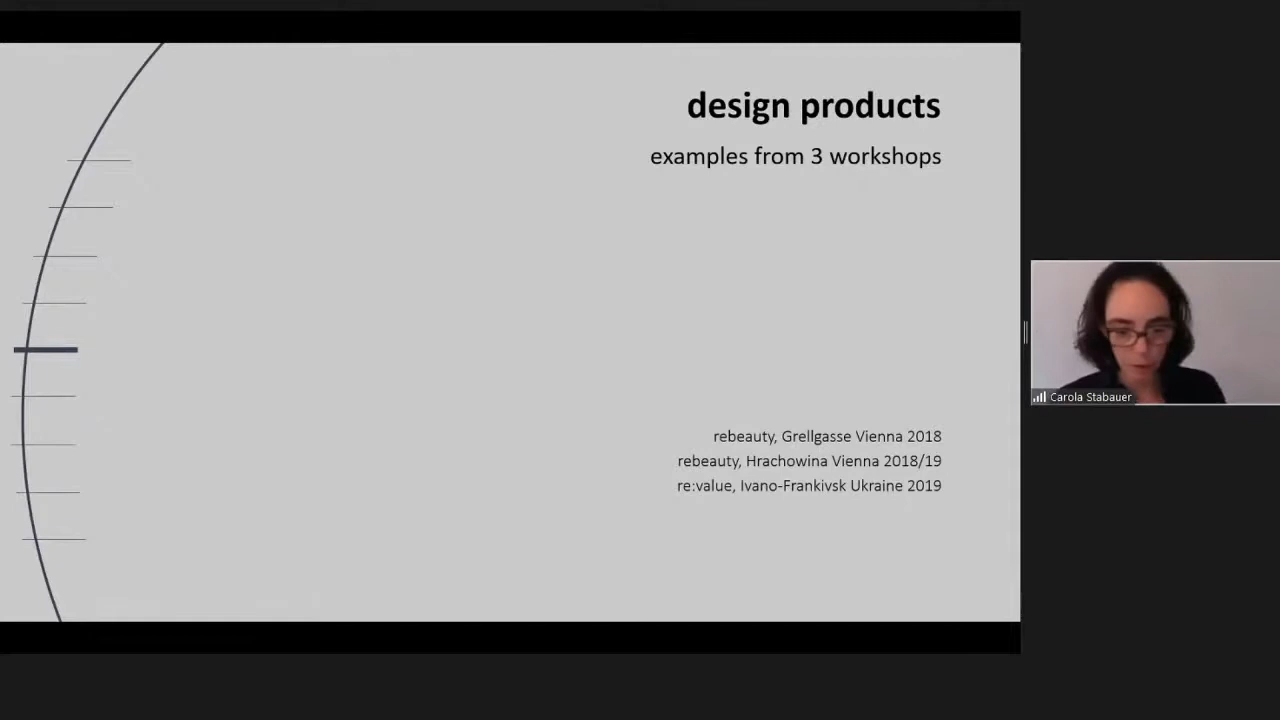 design products
examples from 3 workshops
rebeauty, Grellgasse Vienna 2018
rebeauty, Hrachowina Vienna 2018/19
re:value, Ivano-Frankivsk Ukraine 2019
Carola Stabauer